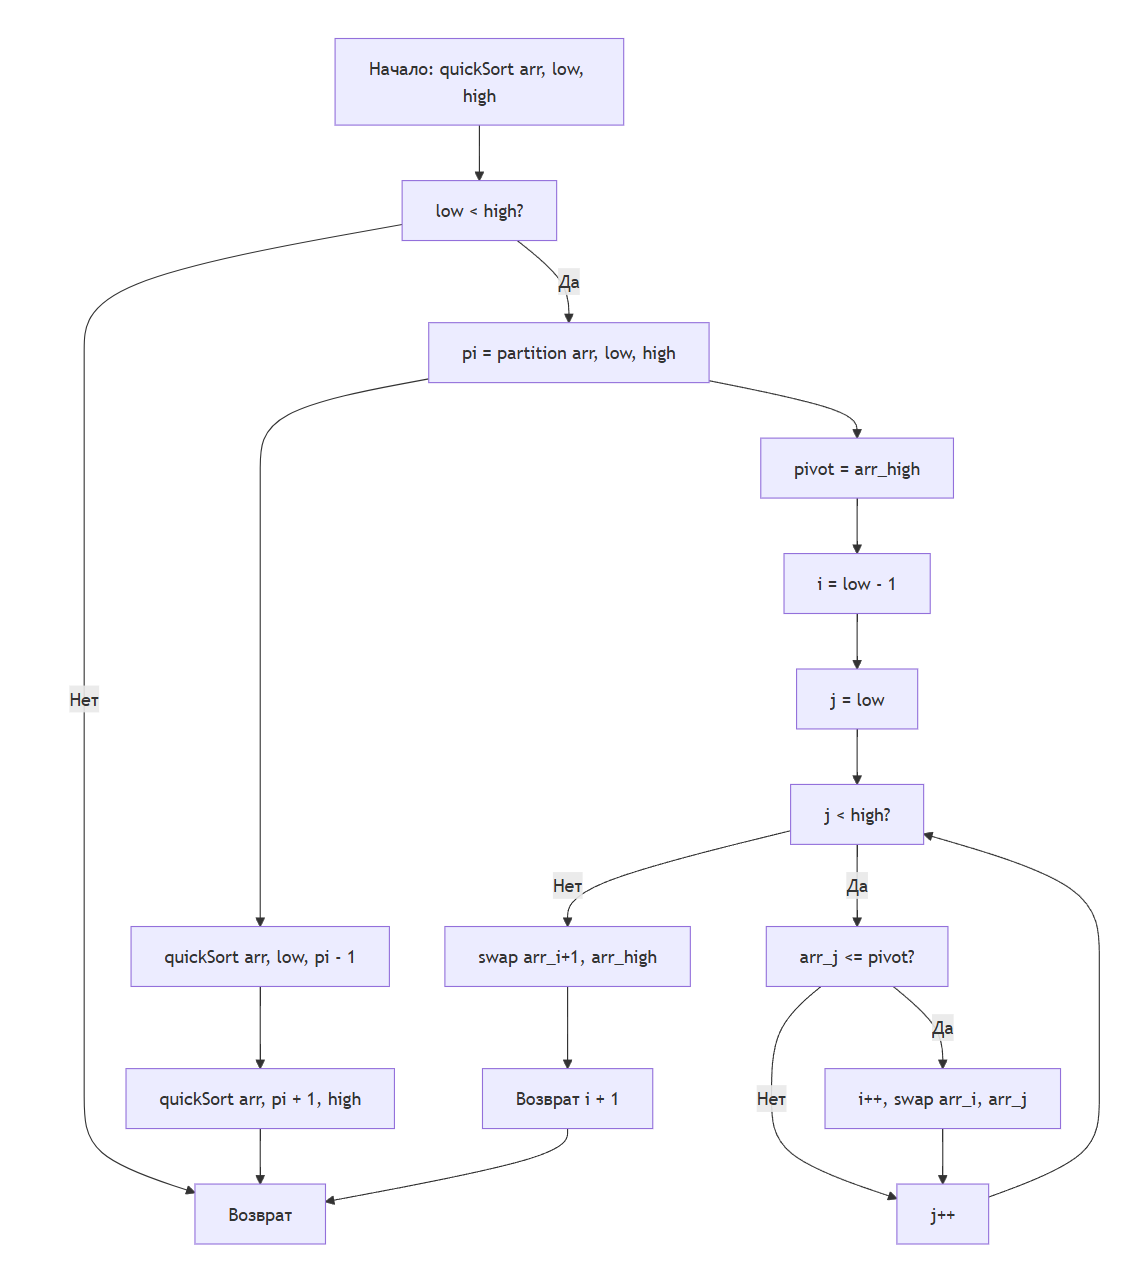 Начало: quickSort arr, low,
high
low < high?
Да
pi = partition arr, low, high
pivot = arr_high
i = low - 1
Нет
j = low
j < high?
Нет
Да
quickSort arr, low, pi - 1
swap arr_i+1, arr_high
arr_j <= pivot?
Да
quickSort arr, pi + 1, high
Возврат i + 1
Нет
i++, swap arr_i, arr_j
Возврат
j++